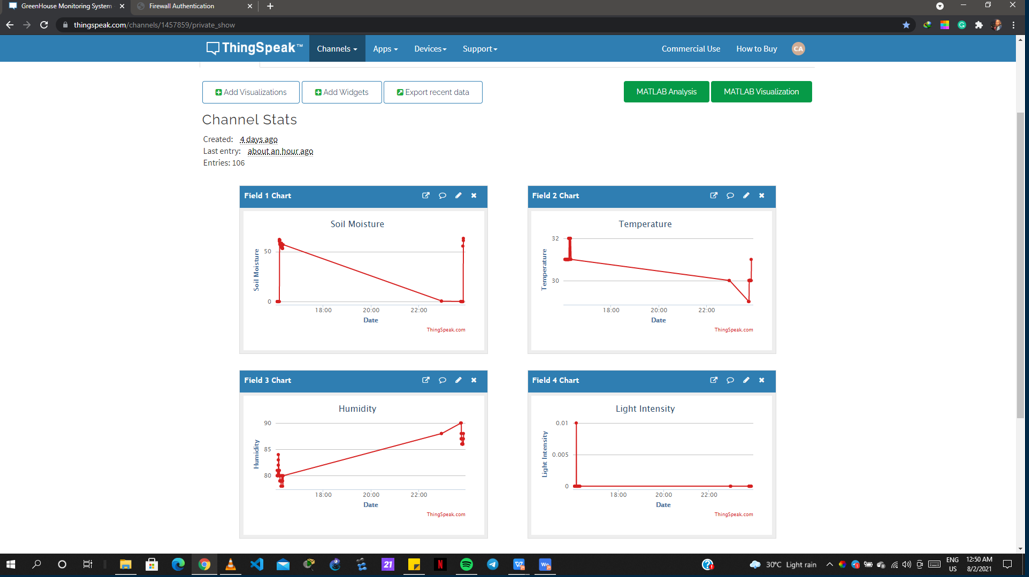 GreenHouse Monitoring System
Firewall Authentication
thingspeak.com/channels/1457859/private_show
ThingSpeak™
Channels
Apps
Devices
Support
Commercial Use
How to Buy
CA
Add Visualizations
Add Widgets
Export recent data
MATLAB Analysis
MATLAB Visualization
Channel Stats
Created: 4 days ago
Last entry: about an hour ago
Entries: 106
Field 1 Chart
Soil Moisture
Soil Moisture
50
0
18:00 20:00 22:00
Date
ThingSpeak.com
Field 2 Chart
Temperature
Temperature
32
30
18:00 20:00 22:00
Date
ThingSpeak.com
Field 3 Chart
Humidity
Humidity
90
85
80
18:00 20:00 22:00
Date
ThingSpeak.com
Field 4 Chart
Light Intensity
Light Intensity
0.01
0.005
0
18:00 20:00 22:00
Date
ThingSpeak.com
21
N
30°C Light rain
ENG
US
12:50 AM
8/2/2021